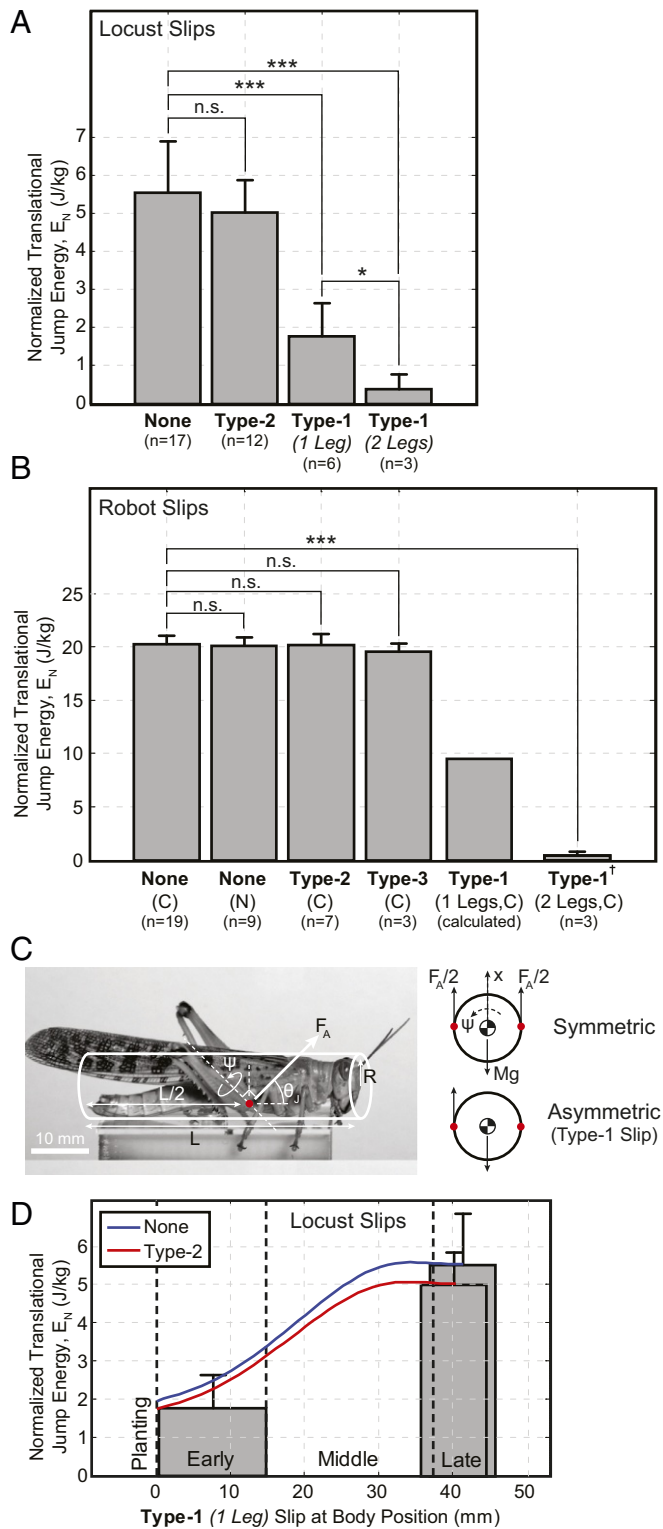 A
Locust Slips
***
***
n.s.
*
Normalized Translational
Jump Energy, E_N (J/kg)
7
6
5
4
3
2
1
0
None
(n=17)
Type-2
(n=12)
Type-1
(1 Leg)
(n=6)
Type-1
(2 Legs)
(n=3)
B
Robot Slips
***
n.s.
n.s.
n.s.
Normalized Translational
Jump Energy, E_N (J/kg)
25
20
15
10
5
0
None
(C)
(n=19)
None
(N)
(n=9)
Type-2
(C)
(n=7)
Type-3
(C)
(n=3)
Type-1
(1 Legs,C)
(calculated)
Type-1†
(2 Legs,C)
(n=3)
C
F_A
Ψ
θ_J
R
L/2
L
10 mm
F_A/2
x
F_A/2
Ψ
Mg
Symmetric
Asymmetric
(Type-1 Slip)
D
None
Type-2
Locust Slips
Normalized Translational
Jump Energy, E_N (J/kg)
6
5
4
3
2
1
0
Planting
Early
Middle
Late
0
10
20
30
40
50
Type-1 (1 Leg) Slip at Body Position (mm)